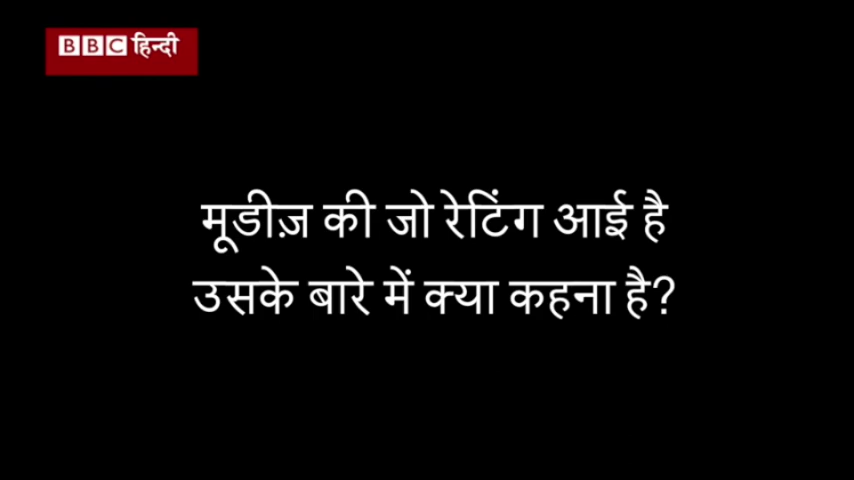 BBC हिन्दी
मूडीज़ की जो रेटिंग आई है
उसके बारे में क्या कहना है?